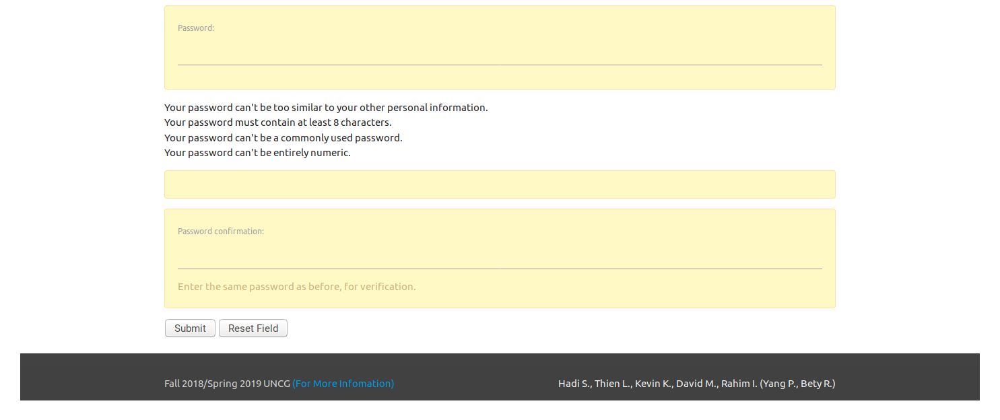 Password:
Your password can't be too similar to your other personal information.
Your password must contain at least 8 characters.
Your password can't be a commonly used password.
Your password can't be entirely numeric.
Password confirmation:
Enter the same password as before, for verification.
Submit Reset Field
Fall 2018/Spring 2019 UNCG (For More Infomation) Hadi S., Thien L., Kevin K., David M., Rahim I. (Yang P., Bety R.)